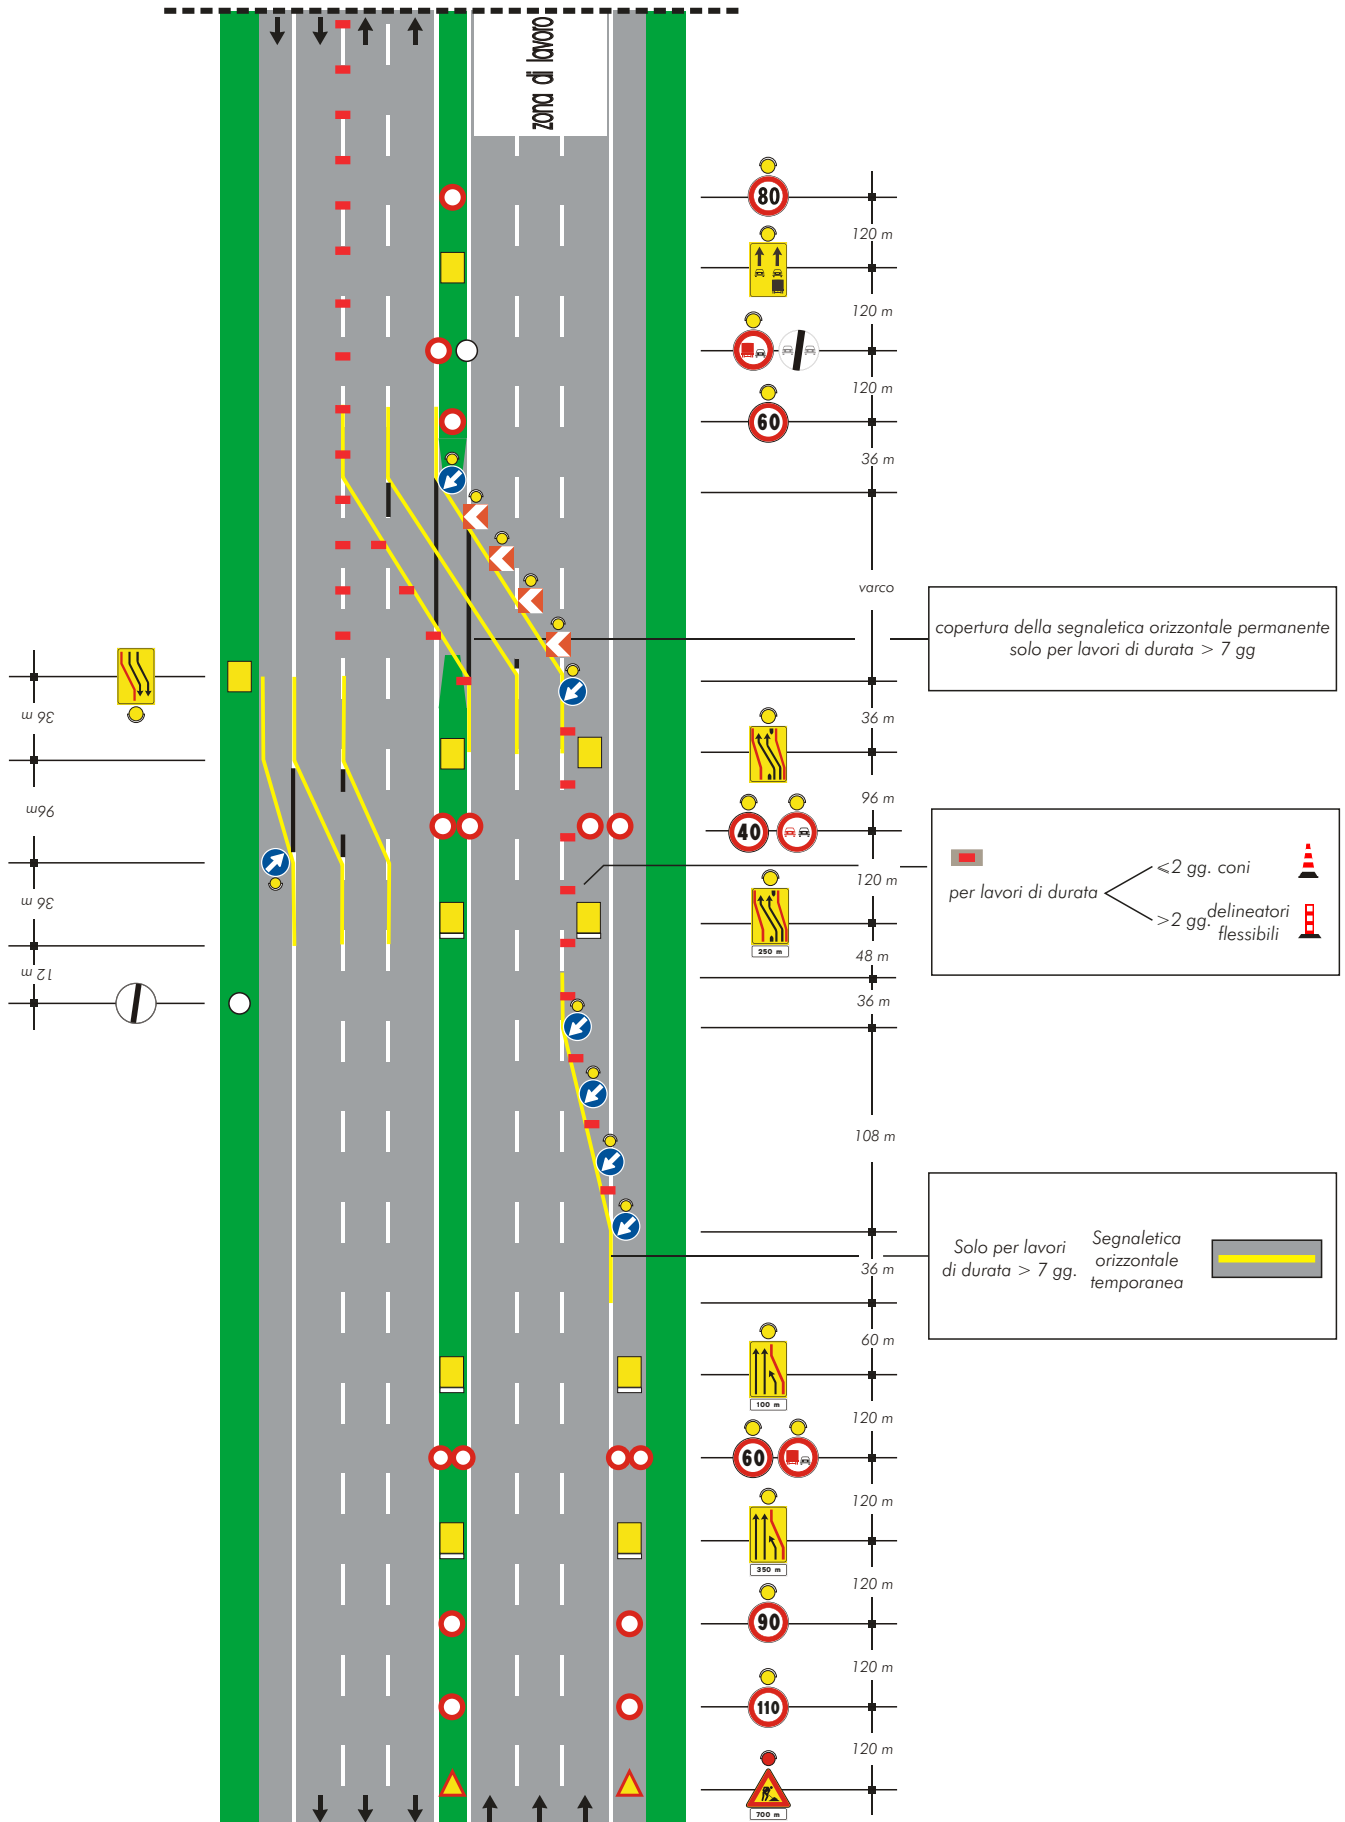 zona di lavoro
80
120 m
120 m
120 m
60
36 m
varco
copertura della segnaletica orizzontale permanente
solo per lavori di durata > 7 gg
36 m
36 m
96m
96 m
40
120 m
250 m
36 m
48 m
12 m
36 m
per lavori di durata
<2 gg. coni
>2 gg. delineatori
flessibili
108 m
Solo per lavori
di durata > 7 gg.
Segnaletica
orizzontale
temporanea
36 m
60 m
100 m
120 m
60
120 m
350 m
120 m
90
120 m
110
120 m
700 m